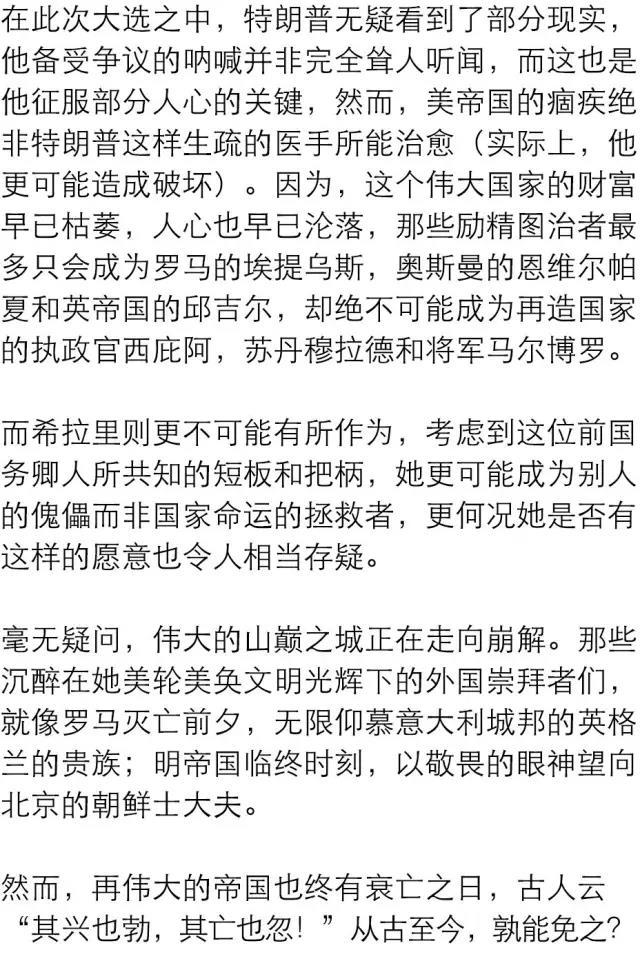 在此次大选之中，特朗普无疑看到了部分现实，
他备受争议的呐喊并非完全耸人听闻，而这也是
他征服部分人心的关键，然而，美帝国的痼疾绝
非特朗普这样生疏的医手所能治愈（实际上，他
更可能造成破坏）。因为，这个伟大国家的财富
早已枯萎，人心也早已沦落，那些励精图治者最
多只会成为罗马的埃提乌斯，奥斯曼的恩维尔帕
夏和英帝国的邱吉尔，却绝不可能成为再造国家
的执政官西庇阿，苏丹穆拉德和将军马尔博罗。
而希拉里则更不可能有所作为，考虑到这位前国
务卿人所共知的短板和把柄，她更可能成为别人
的傀儡而非国家命运的拯救者，更何况她是否有
这样的愿意也令人相当存疑。
毫无疑问，伟大的山巅之城正在走向崩解。那些
沉醉在她美轮美奂文明光辉下的外国崇拜者们，
就像罗马灭亡前夕，无限仰慕意大利城邦的英格
兰的贵族；明帝国临终时刻，以敬畏的眼神望向
北京的朝鲜士大夫。
然而，再伟大的帝国也终有衰亡之日，古人云
“其兴也勃，其亡也忽！”从古至今，孰能免之？